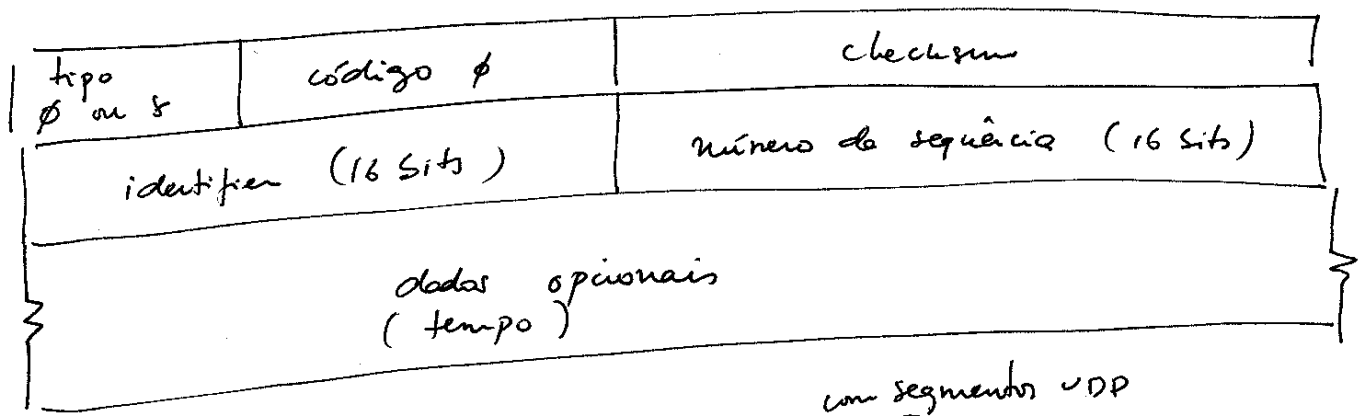 tipo
código ϕ
checksum
ϕ ou 8
identifier (16 bits)
número de sequência (16 bits)
dados opcionais
(tempo)
com segmentos UDP